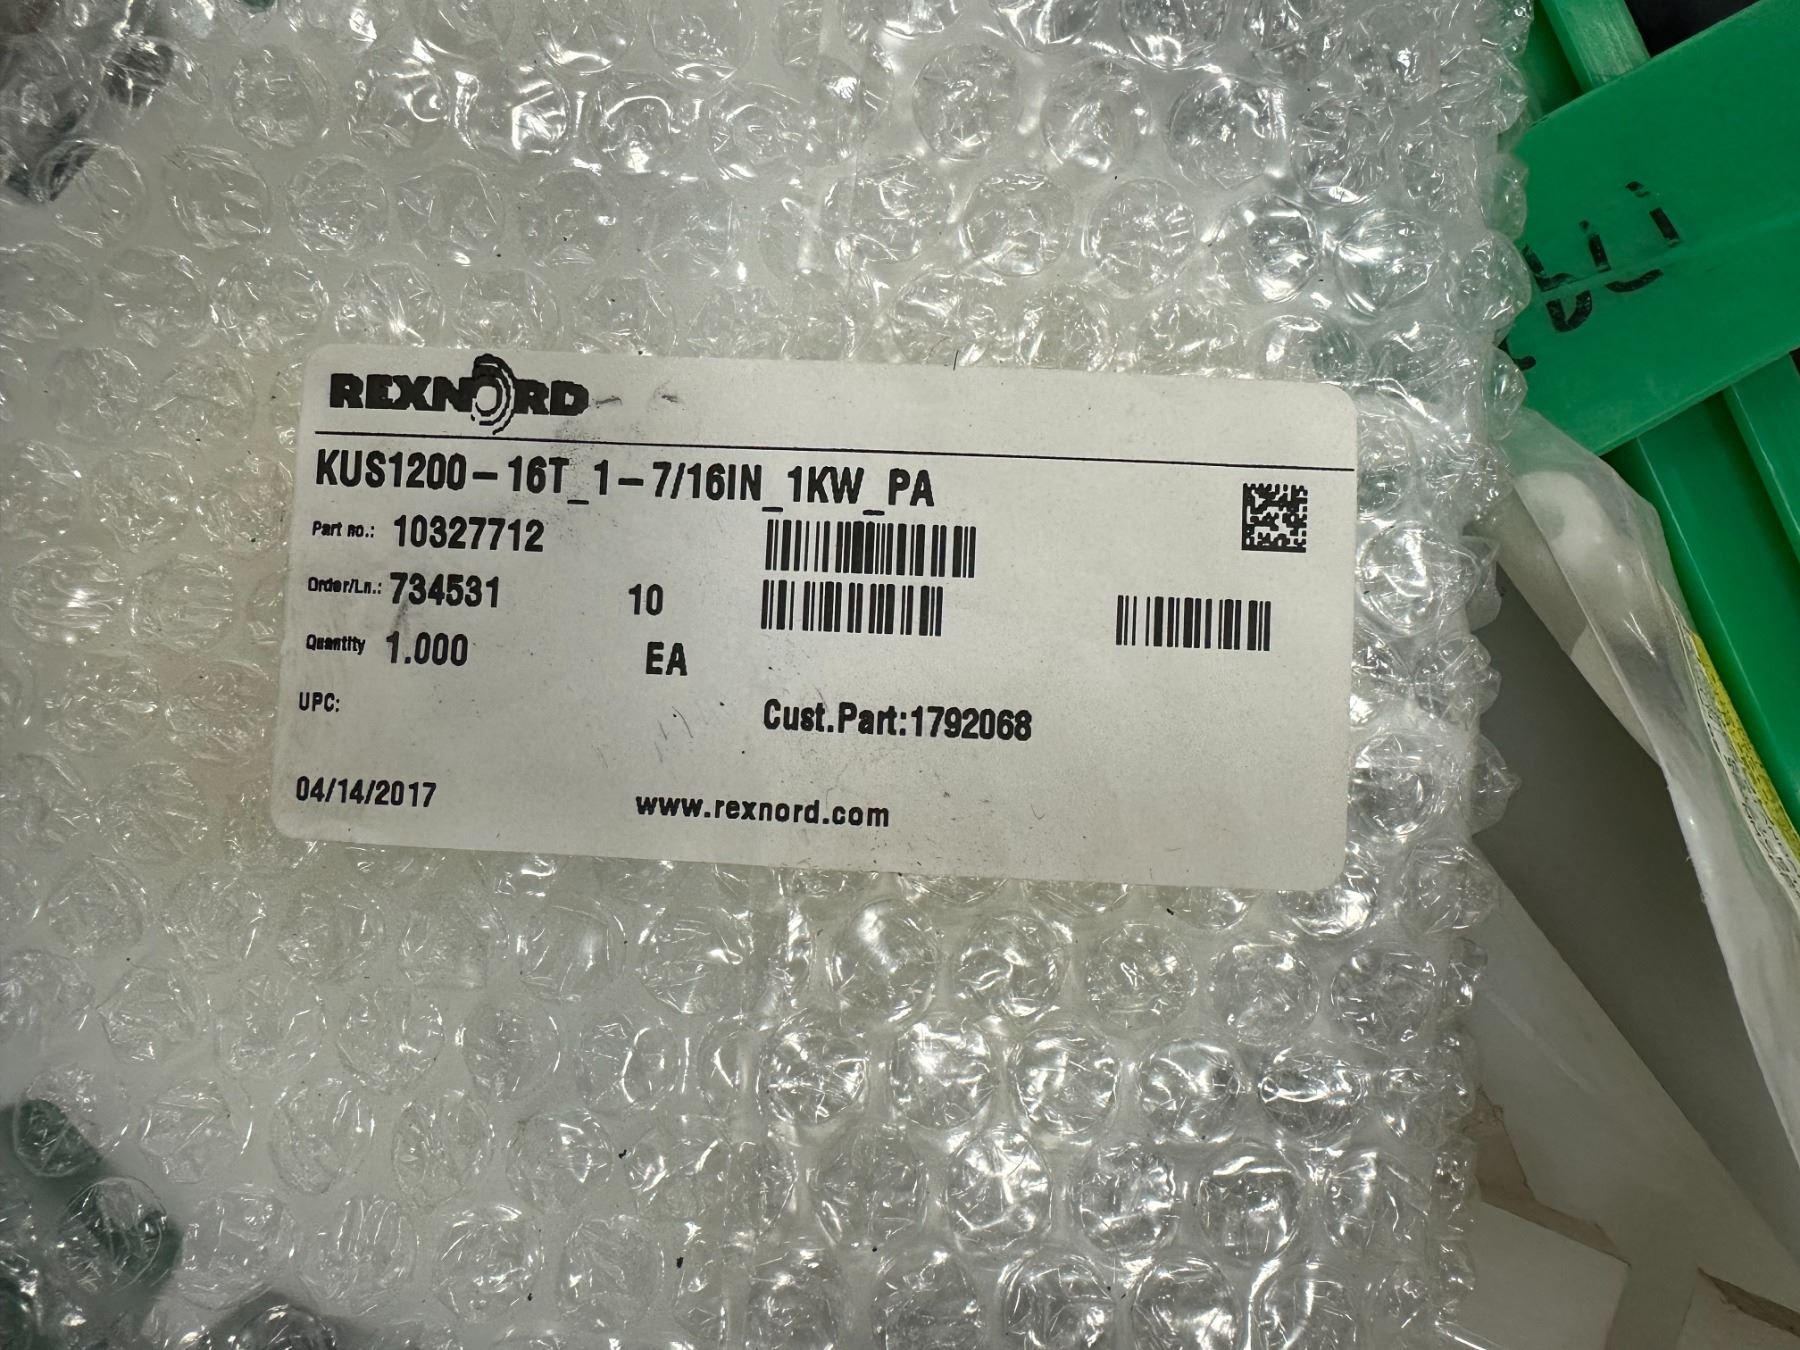 REXNORD
KUS1200-16T_1-7/16IN_1KW_PA
Part no.: 10327712
Order/Ln.: 734531 10
Quantity 1.000 EA
UPC:
Cust.Part:1792068
04/14/2017 www.rexnord.com